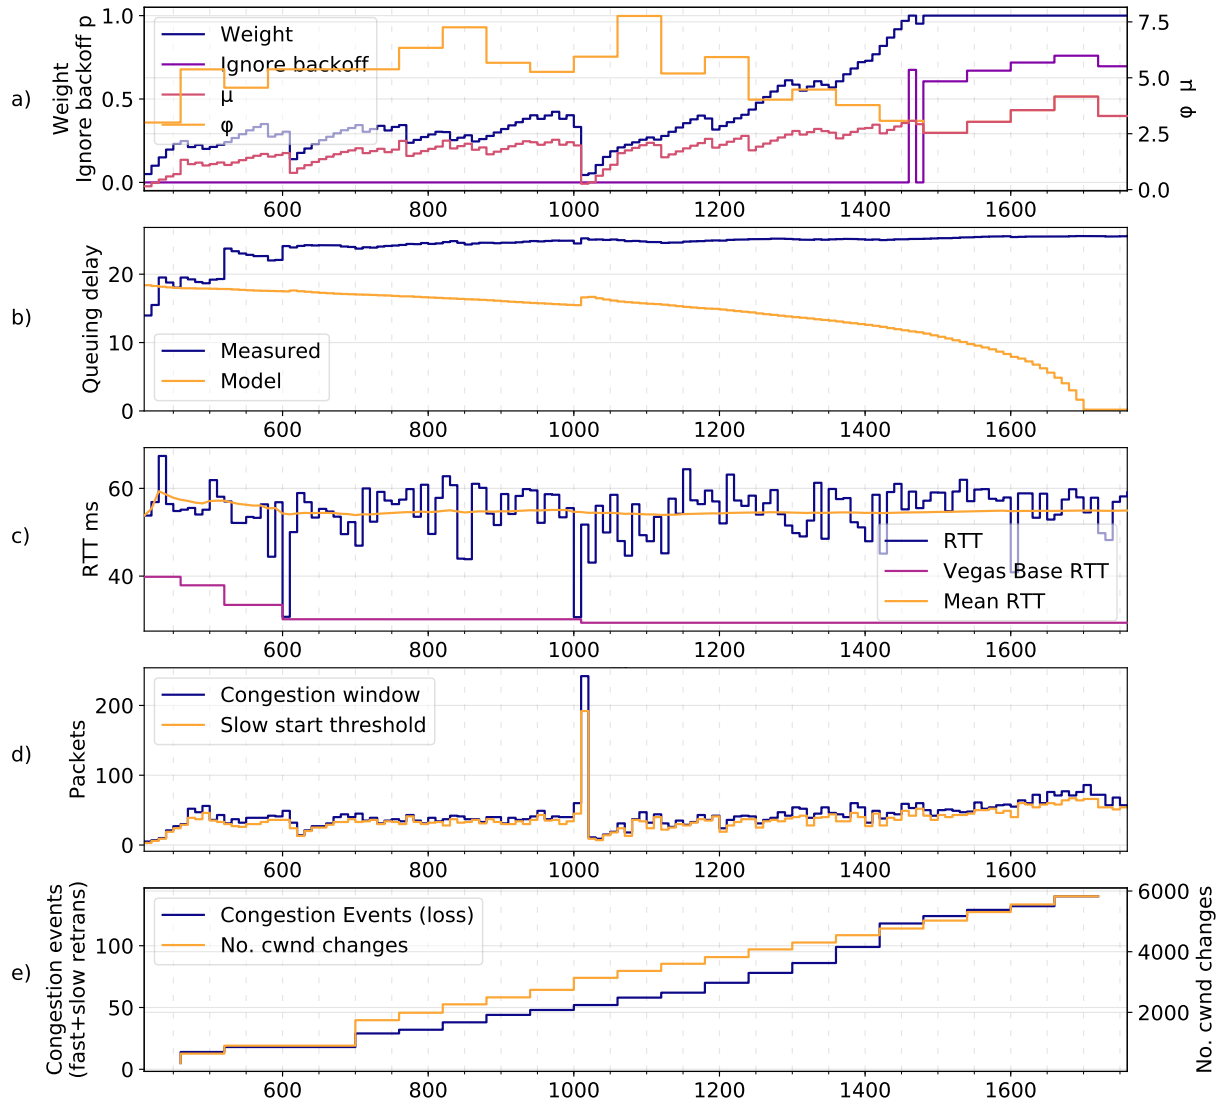 a)
Weight
Ignore backoff p
1.0
0.5
0.0
Weight
Ignore backoff
μ
φ
7.5
5.0
2.5
0.0
μ
φ
600
800
1000
1200
1400
1600
b)
Queuing delay
20
10
0
Measured
Model
600
800
1000
1200
1400
1600
c)
RTT ms
60
40
RTT
Vegas Base RTT
Mean RTT
600
800
1000
1200
1400
1600
d)
Packets
200
100
0
Congestion window
Slow start threshold
600
800
1000
1200
1400
1600
e)
Congestion events
(fast+slow retrans)
100
50
0
Congestion Events (loss)
No. cwnd changes
6000
4000
2000
No. cwnd changes
600
800
1000
1200
1400
1600